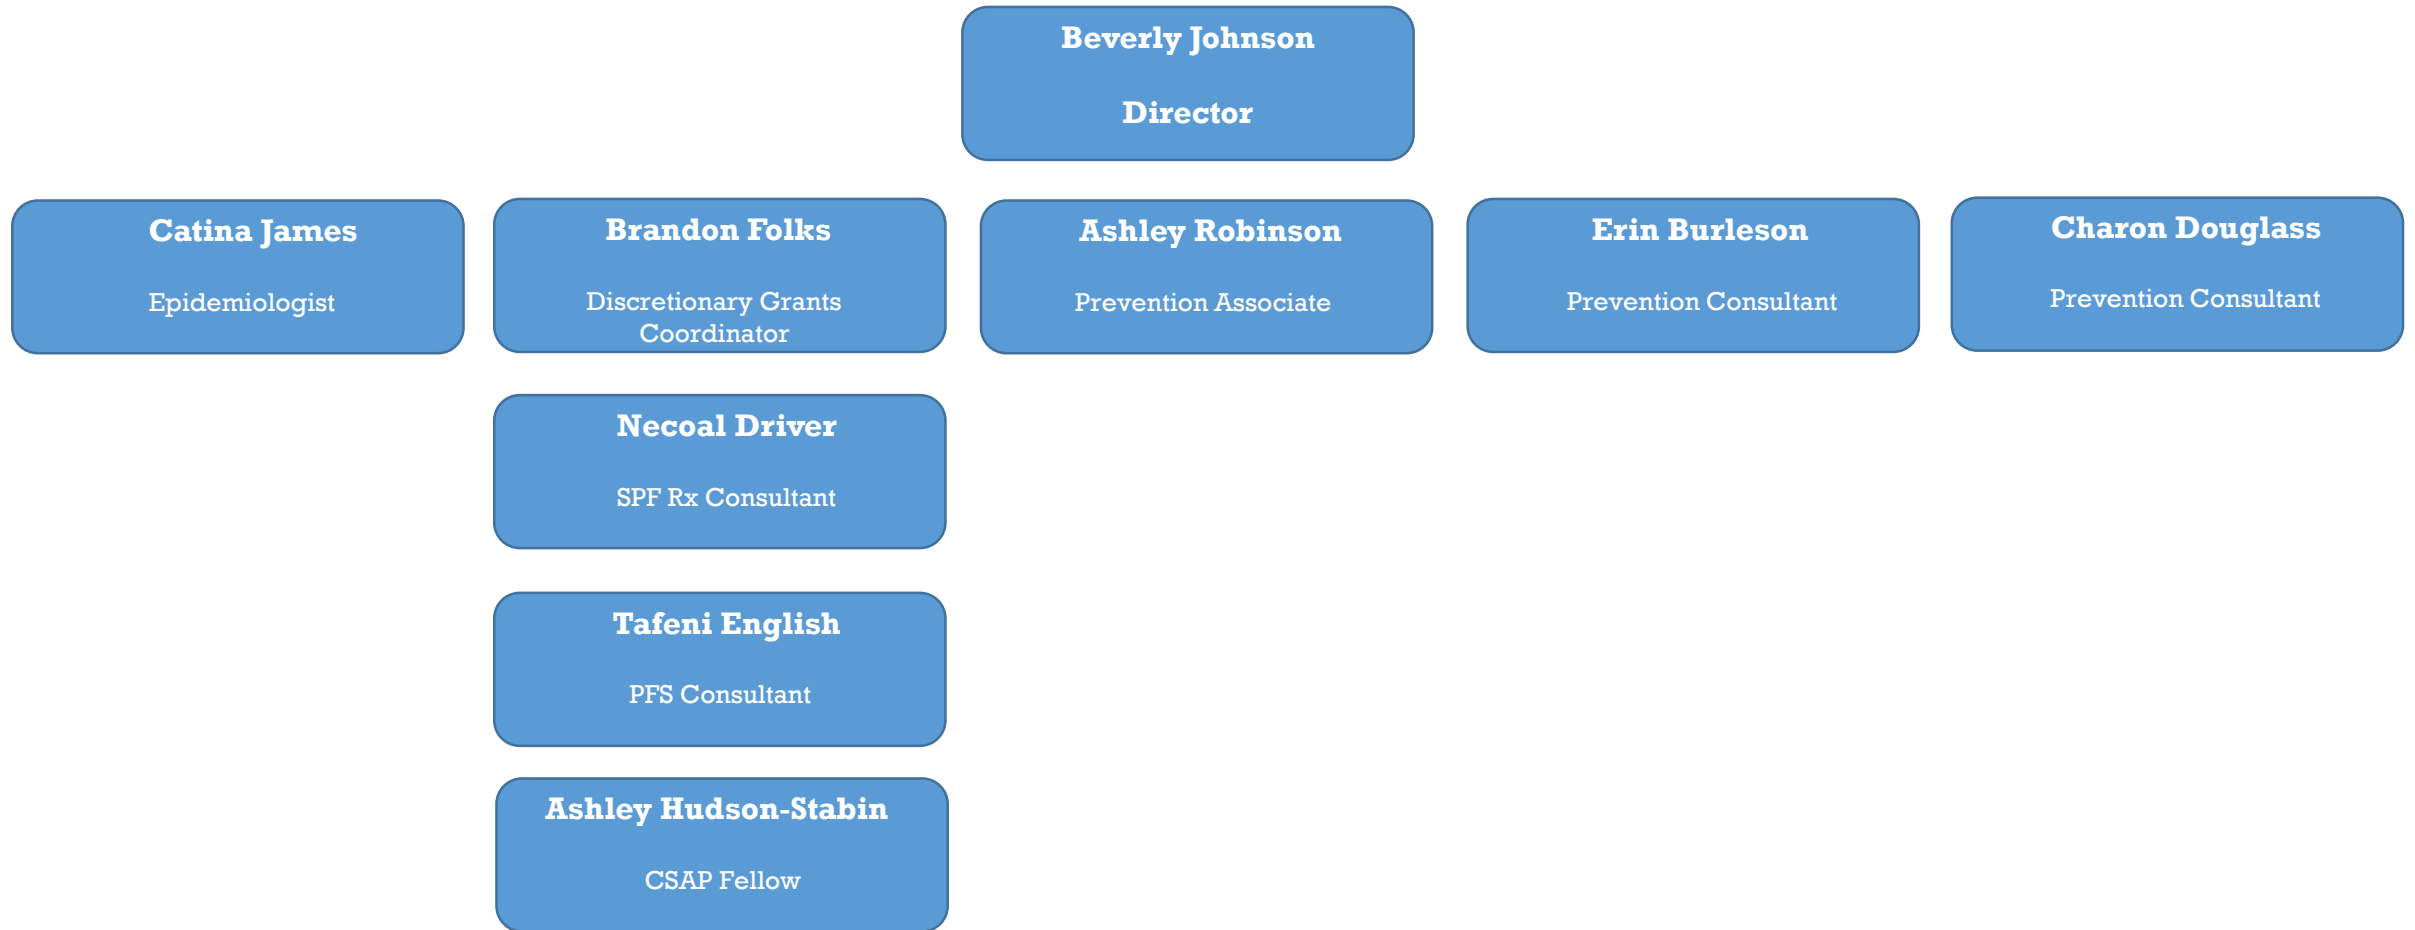 Beverly Johnson
Director
Catina James
Epidemiologist
Brandon Folks
Discretionary Grants
Coordinator
Ashley Robinson
Prevention Associate
Erin Burleson
Prevention Consultant
Charon Douglass
Prevention Consultant
Necoal Driver
SPF Rx Consultant
Tafeni English
PFS Consultant
Ashley Hudson-Stabin
CSAP Fellow